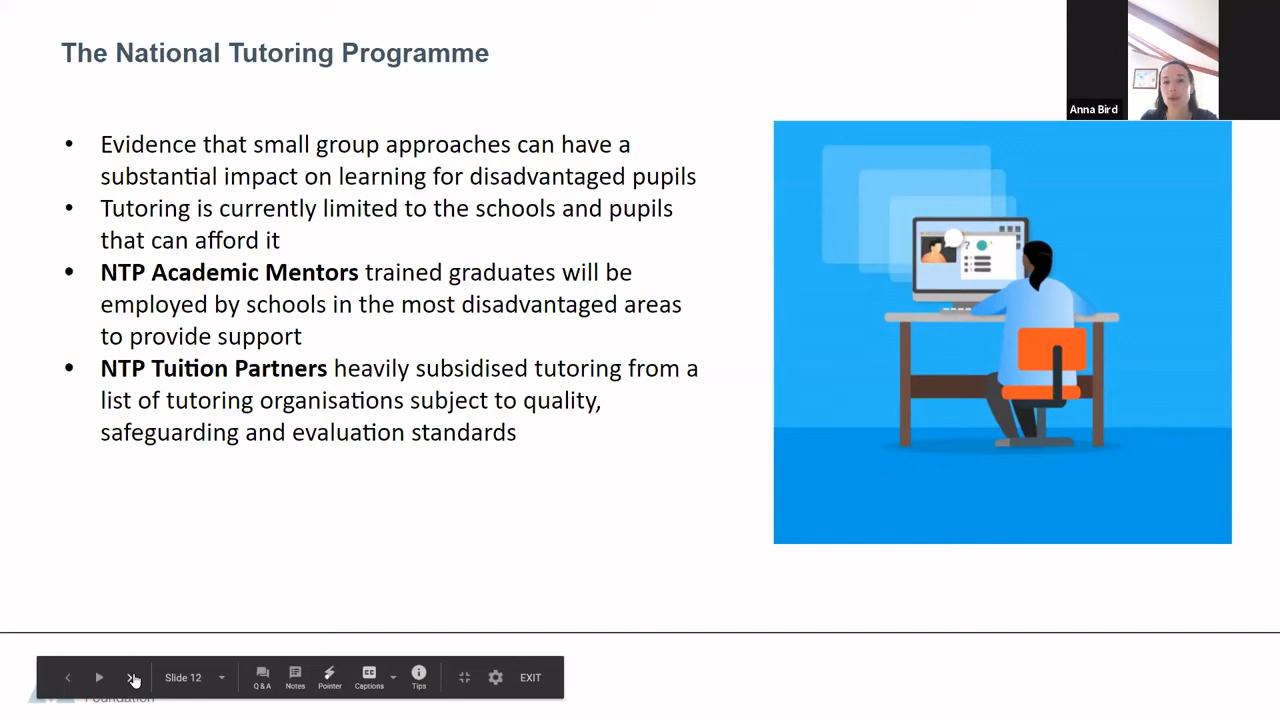 The National Tutoring Programme
Anna Bird
• Evidence that small group approaches can have a
substantial impact on learning for disadvantaged pupils
• Tutoring is currently limited to the schools and pupils
that can afford it
• NTP Academic Mentors trained graduates will be
employed by schools in the most disadvantaged areas
to provide support
• NTP Tuition Partners heavily subsidised tutoring from a
list of tutoring organisations subject to quality,
safeguarding and evaluation standards
?
Slide 12
Q & A
Notes
Pointer
CC
Captions
Tips
EXIT
Foundation